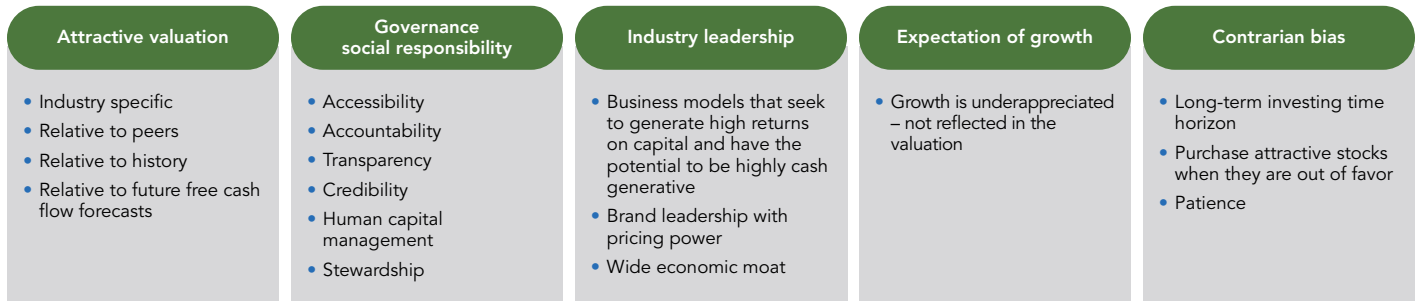 Attractive valuation
• Industry specific
• Relative to peers
• Relative to history
• Relative to future free cash
flow forecasts
Governance
social responsibility
• Accessibility
• Accountability
• Transparency
• Credibility
• Human capital
management
• Stewardship
Industry leadership
• Business models that seek
to generate high returns
on capital and have the
potential to be highly cash
generative
• Brand leadership with
pricing power
• Wide economic moat
Expectation of growth
• Growth is underappreciated
– not reflected in the
valuation
Contrarian bias
• Long-term investing time
horizon
• Purchase attractive stocks
when they are out of favor
• Patience